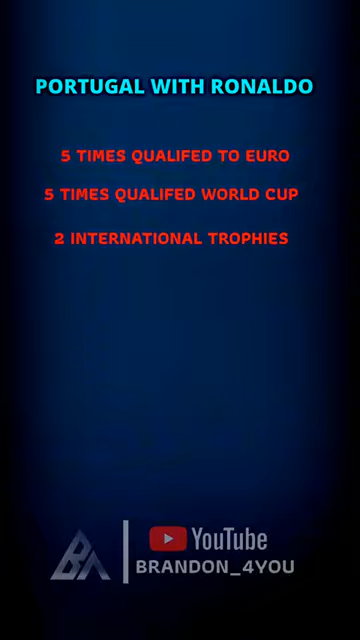 PORTUGAL WITH RONALDO
5 TIMES QUALIFED TO EURO
5 TIMES QUALIFED WORLD CUP
2 INTERNATIONAL TROPHIES
YouTube
BRANDON_4YOU